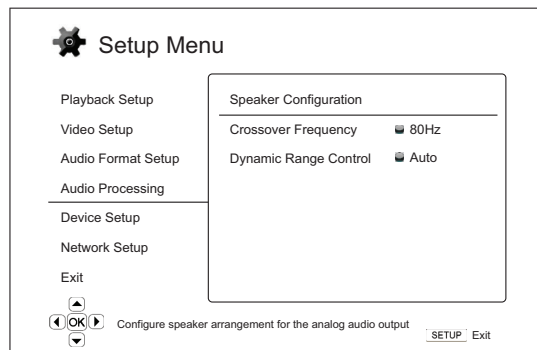 Setup Menu
Playback Setup
Video Setup
Audio Format Setup
Audio Processing
Device Setup
Network Setup
Exit
Speaker Configuration
Crossover Frequency 80Hz
Dynamic Range Control Auto
OK
Configure speaker arrangement for the analog audio output
SETUP Exit